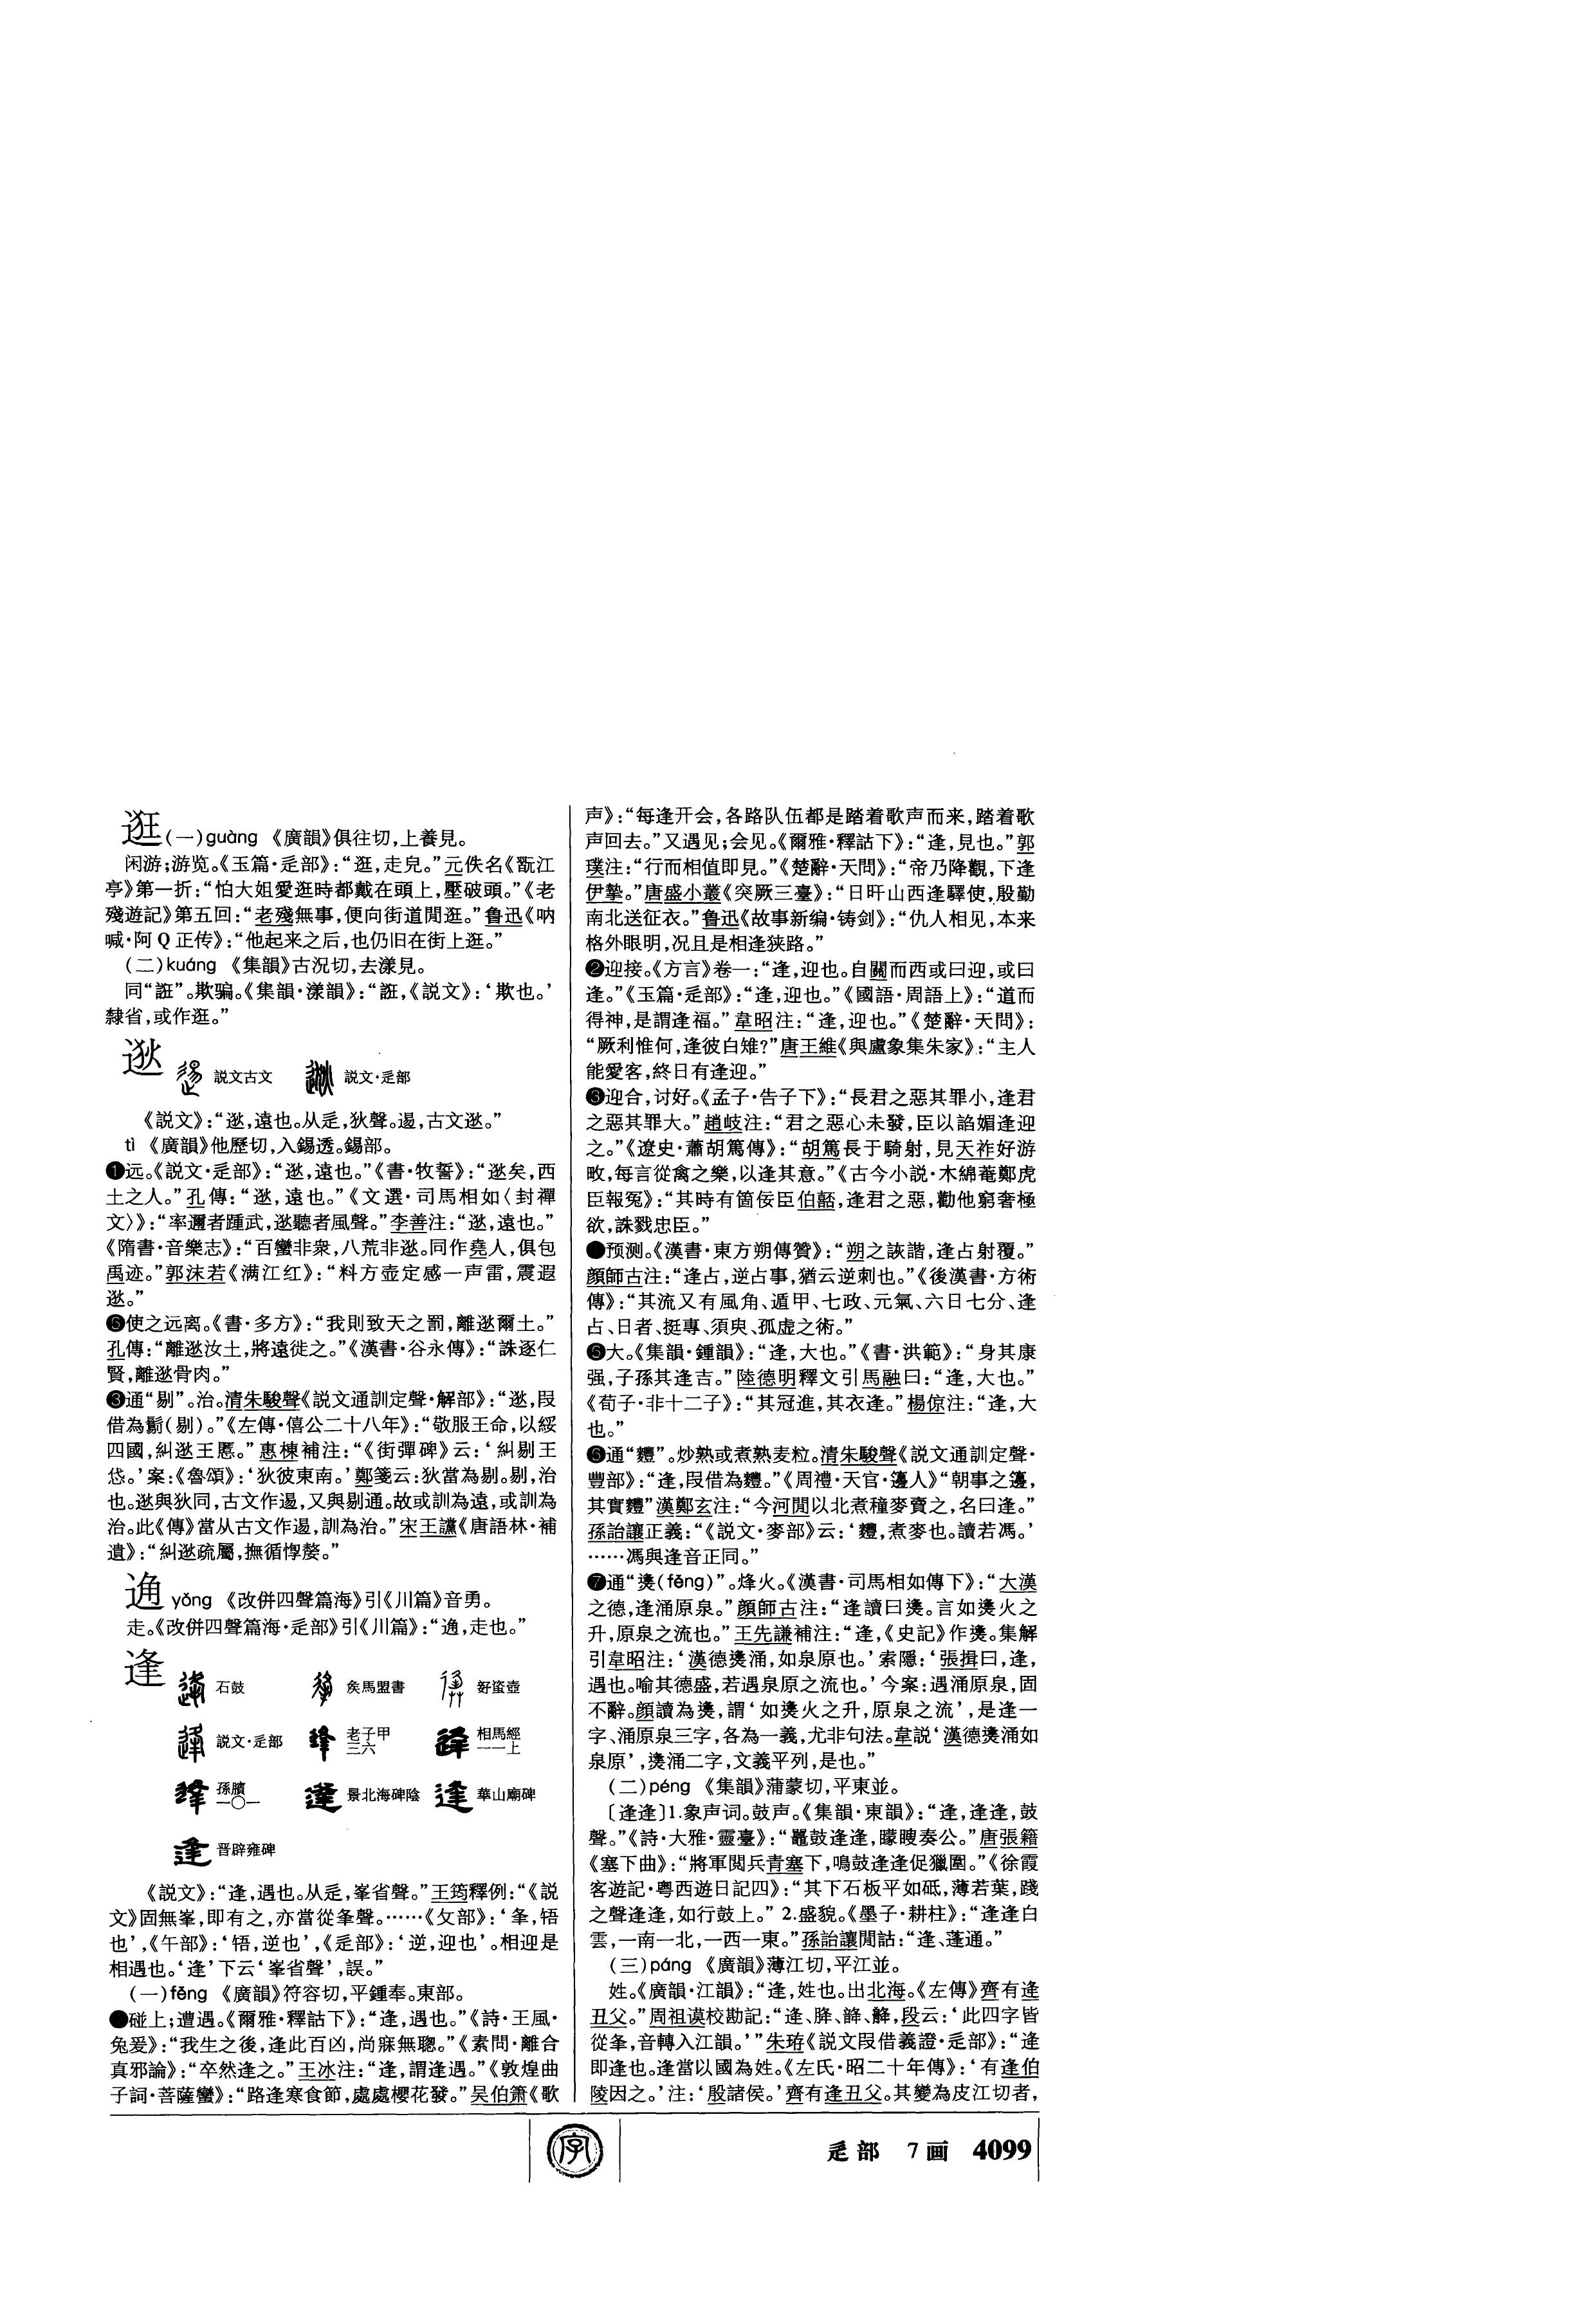 逛(一)guàng 《廣韻》俱往切,上養見。
闲游;游览。《玉篇·辵部》:“逛,走皃。”元佚名《翫江
亭》第一折:“怕大姐愛逛時都戴在頭上,壓破頭。”《老
殘遊記》第五回:“老殘無事,便向街道閒逛。”鲁迅《呐
喊·阿Q正传》:“他起来之后,也仍旧在街上逛。”
(二)kuáng 《集韻》古況切,去漾見。
同“誑”。欺骗。《集韻·漾韻》:“誑,《説文》:‘欺也。’
隸省,或作逛。”
逖 説文古文 説文·辵部
《説文》:“逖,遠也。从辵,狄聲。逷,古文逖。”
tì 《廣韻》他歷切,入錫透。錫部。
❶远。《説文·辵部》:“逖,遠也。”《書·牧誓》:“逖矣,西
土之人。”孔傳:“逖,遠也。”《文選·司馬相如〈封禪
文〉》:“率邇者踵武,逖聽者風聲。”李善注:“逖,遠也。”
《隋書·音樂志》:“百蠻非衆,八荒非逖。同作堯人,俱包
禹迹。”郭沫若《满江红》:“料方壶定感一声雷,震遐
逖。”
❺使之远离。《書·多方》:“我則致天之罰,離逖爾土。”
孔傳:“離逖汝土,將遠徙之。”《漢書·谷永傳》:“誅逐仁
賢,離逖骨肉。”
❸通“剔”。治。清朱駿聲《説文通訓定聲·解部》:“逖,叚
借為鬄(剔)。”《左傳·僖公二十八年》:“敬服王命,以綏
四國,糾逖王慝。”惠棟補注:“《街彈碑》云:‘糾剔王
慝。’案:《魯頌》:‘狄彼東南。’鄭箋云:狄當為剔。剔,治
也。逖與狄同,古文作逷,又與剔通。故或訓為遠,或訓為
治。此《傳》當从古文作逷,訓為治。”宋王讜《唐語林·補
遺》:“糾逖疏屬,撫循惸嫠。”
yǒng 《改併四聲篇海》引《川篇》音勇。
走。《改併四聲篇海·辵部》引《川篇》:“,走也。”
逢 石鼓 矦馬盟書 𧊒壺
説文·辵部 老子甲三六 相馬經一一上
孫臏一〇一 景北海碑陰 華山廟碑
晋辟雍碑
《説文》:“逢,遇也。从辵,峯省聲。”王筠釋例:“《説
文》固無峯,即有之,亦當從夆聲。……《夂部》:‘夆,啎
也’,《午部》:‘啎,逆也’,《辵部》:‘逆,迎也’。相迎是
相遇也。‘逢’下云‘峯省聲’,誤。”
(一)féng 《廣韻》符容切,平鍾奉。東部。
●碰上;遭遇。《爾雅·釋詁下》:“逢,遇也。”《詩·王風·
兔爰》:“我生之後,逢此百凶,尚寐無聰。”《素問·離合
真邪論》:“卒然逢之。”王冰注:“逢,謂逢遇。”《敦煌曲
子詞·菩薩蠻》:“路逢寒食節,處處櫻花發。”吴伯箫《歌
声》:“每逢开会,各路队伍都是踏着歌声而来,踏着歌
声回去。”又遇见;会见。《爾雅·釋詁下》:“逢,見也。”郭
璞注:“行而相值即見。”《楚辭·天問》:“帝乃降觀,下逢
伊摯。”唐盛小叢《突厥三臺》:“日旰山西逢驛使,殷勤
南北送征衣。”鲁迅《故事新编·铸剑》:“仇人相见,本来
格外眼明,况且是相逢狭路。”
❷迎接。《方言》卷一:“逢,迎也。自關而西或曰迎,或曰
逢。”《玉篇·辵部》:“逢,迎也。”《國語·周語上》:“道而
得神,是謂逢福。”韋昭注:“逢,迎也。”《楚辭·天問》:
“厥利惟何,逢彼白雉?”唐王維《與盧象集朱家》:“主人
能愛客,終日有逢迎。”
❸迎合,讨好。《孟子·告子下》:“長君之惡其罪小,逢君
之惡其罪大。”趙岐注:“君之惡心未發,臣以諂媚逢迎
之。”《遼史·蕭胡篤傳》:“胡篤長于騎射,見天祚好游
畋,每言從禽之樂,以逢其意。”《古今小説·木綿菴鄭虎
臣報冤》:“其時有箇佞臣伯嚭,逢君之惡,勸他窮奢極
欲,誅戮忠臣。”
●预测。《漢書·東方朔傳贊》:“朔之詼諧,逢占射覆。”
顔師古注:“逢占,逆占事,猶云逆刺也。”《後漢書·方術
傳》:“其流又有風角、遁甲、七政、元氣、六日七分、逢
占、日者、挺專、須臾、孤虚之術。”
❺大。《集韻·鍾韻》:“逢,大也。”《書·洪範》:“身其康
强,子孫其逢吉。”陸德明釋文引馬融曰:“逢,大也。”
《荀子·非十二子》:“其冠進,其衣逢。”楊倞注:“逢,大
也。”
❻通“麷”。炒熟或煮熟麦粒。清朱駿聲《説文通訓定聲·
豐部》:“逢,叚借為麷。”《周禮·天官·籩人》“朝事之籩,
其實麷”漢鄭玄注:“今河間以北煮穜麥賣之,名曰逢。”
孫詒讓正義:“《説文·麥部》云:‘麷,煮麥也。讀若馮。’
……馮與逢音正同。”
❼通“㷭(fēng)”。烽火。《漢書·司馬相如傳下》:“大漢
之德,逢涌原泉。”顔師古注:“逢讀曰㷭。言如㷭火之
升,原泉之流也。”王先謙補注:“逢,《史記》作㷭。集解
引韋昭注:‘漢德㷭涌,如泉原也。’索隱:‘張揖曰,逢,
遇也。喻其德盛,若遇泉原之流也。’今案:遇涌原泉,固
不辭。顔讀為㷭,謂‘如㷭火之升,原泉之流’,是逢一
字、涌原泉三字,各為一義,尤非句法。韋説‘漢德㷭涌如
泉原’,㷭涌二字,文義平列,是也。”
(二)péng 《集韻》蒲蒙切,平東並。
〔逢逢〕1.象声词。鼓声。《集韻·東韻》:“逢,逢逢,鼓
聲。”《詩·大雅·靈臺》:“鼉鼓逢逢,矇瞍奏公。”唐張籍
《塞下曲》:“將軍閲兵青塞下,鳴鼓逢逢促獵圍。”《徐霞
客遊記·粤西遊日記四》:“其下石板平如砥,薄若葉,踐
之聲逢逢,如行鼓上。” 2.盛貌。《墨子·耕柱》:“逢逢白
雲,一南一北,一西一東。”孫詒讓閒詁:“逢、蓬通。”
(三)páng 《廣韻》薄江切,平江並。
姓。《廣韻·江韻》:“逄,姓也。出北海。《左傳》齊有逄
丑父。”周祖谟校勘記:“逄、胮、䏺、,段云:‘此四字皆
從夆,音轉入江韻。’”朱珔《説文叚借義證·辵部》:“逄
即逢也。逢當以國為姓。《左氏·昭二十年傳》:‘有逢伯
陵因之。’注:‘殷諸侯。’齊有逢丑父。其變為皮江切者,
字
辵部 7画 4099